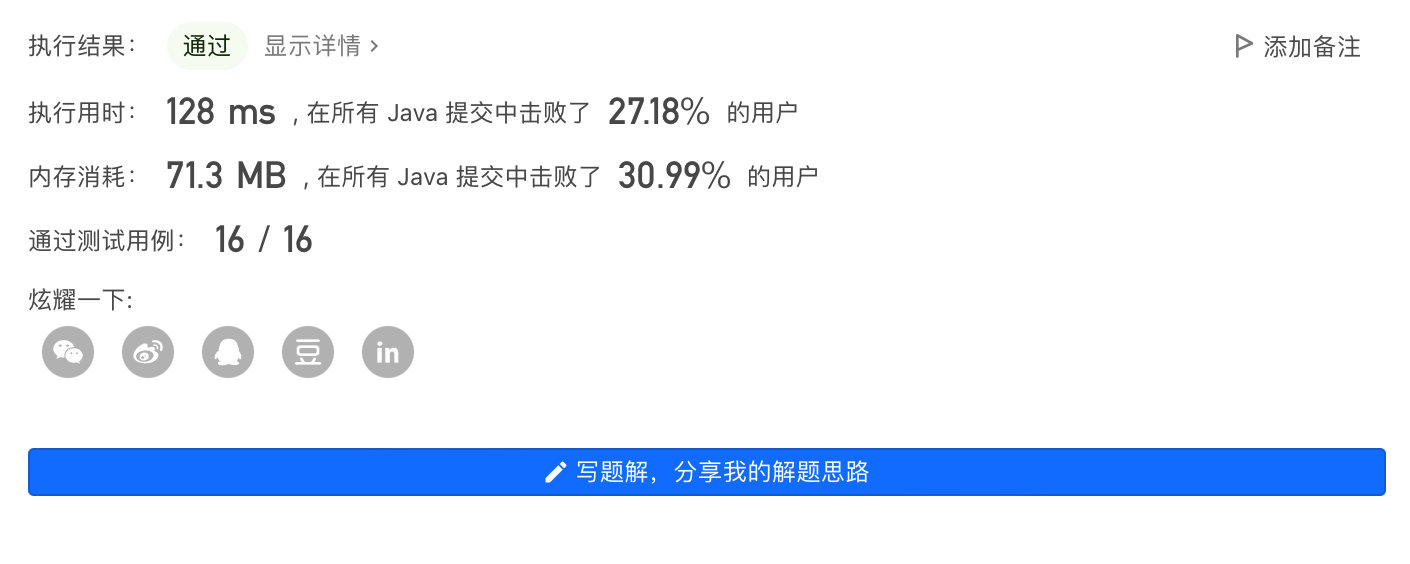 执行结果： 通过 显示详情 › 添加备注
执行用时： 128 ms , 在所有 Java 提交中击败了 27.18% 的用户
内存消耗： 71.3 MB , 在所有 Java 提交中击败了 30.99% 的用户
通过测试用例： 16 / 16
炫耀一下:
豆 in
写题解，分享我的解题思路